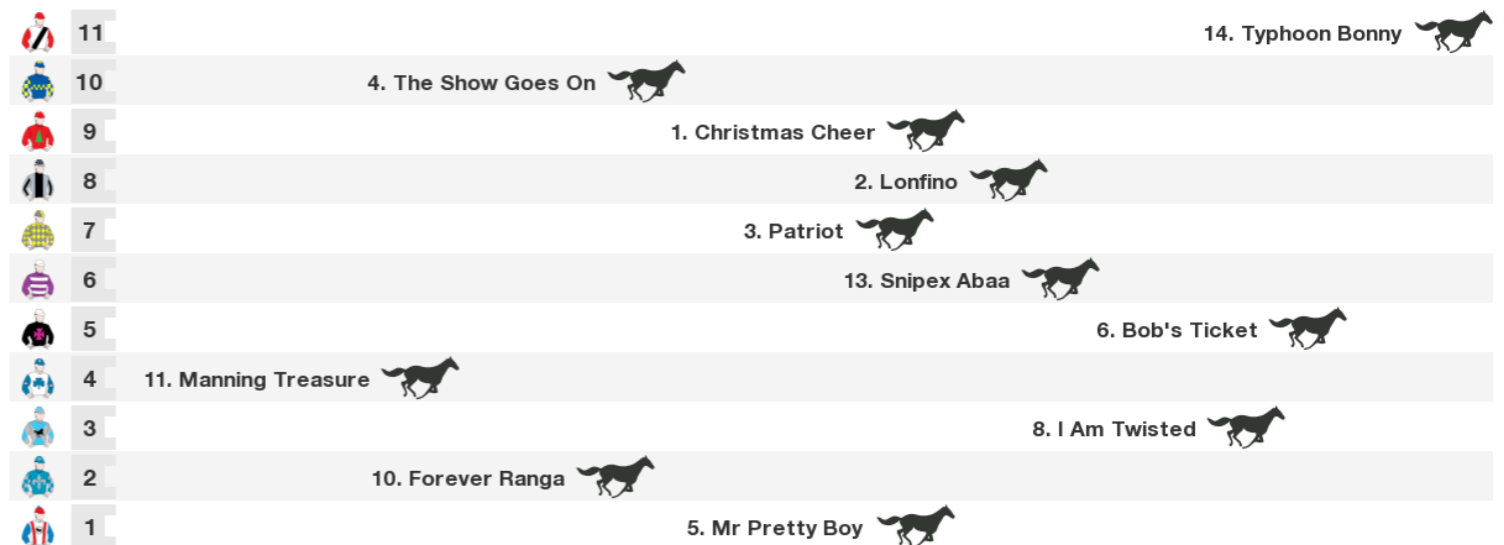 11 14. Typhoon Bonny
10 4. The Show Goes On
9 1. Christmas Cheer
8 2. Lonfino
7 3. Patriot
6 13. Snipex Abaa
5 6. Bob's Ticket
4 11. Manning Treasure
3 8. I Am Twisted
2 10. Forever Ranga
1 5. Mr Pretty Boy